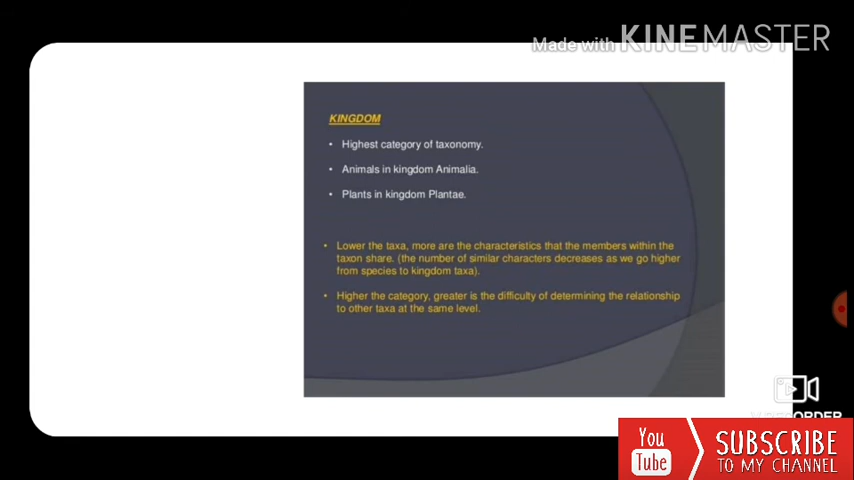 Made with KINEMASTER
KINGDOM
• Highest category of taxonomy.
• Animals in kingdom Animalia.
• Plants in kingdom Plantae.
• Lower the taxa, more are the characteristics that the members within the
taxon share. (the number of similar characters decreases as we go higher
from species to kingdom taxa).
• Higher the category, greater is the difficulty of determining the relationship
to other taxa at the same level.
V RECORDER
You
Tube
SUBSCRIBE
TO MY CHANNEL